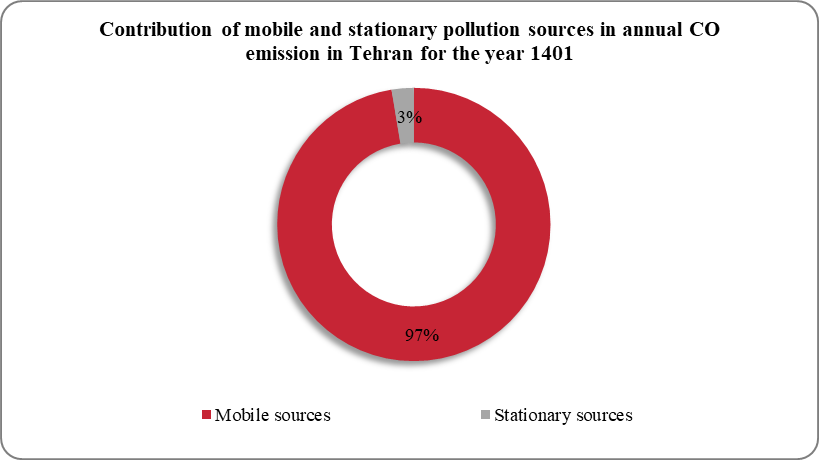 Contribution of mobile and stationary pollution sources in annual CO
emission in Tehran for the year 1401
3%
97%
Mobile sources
Stationary sources